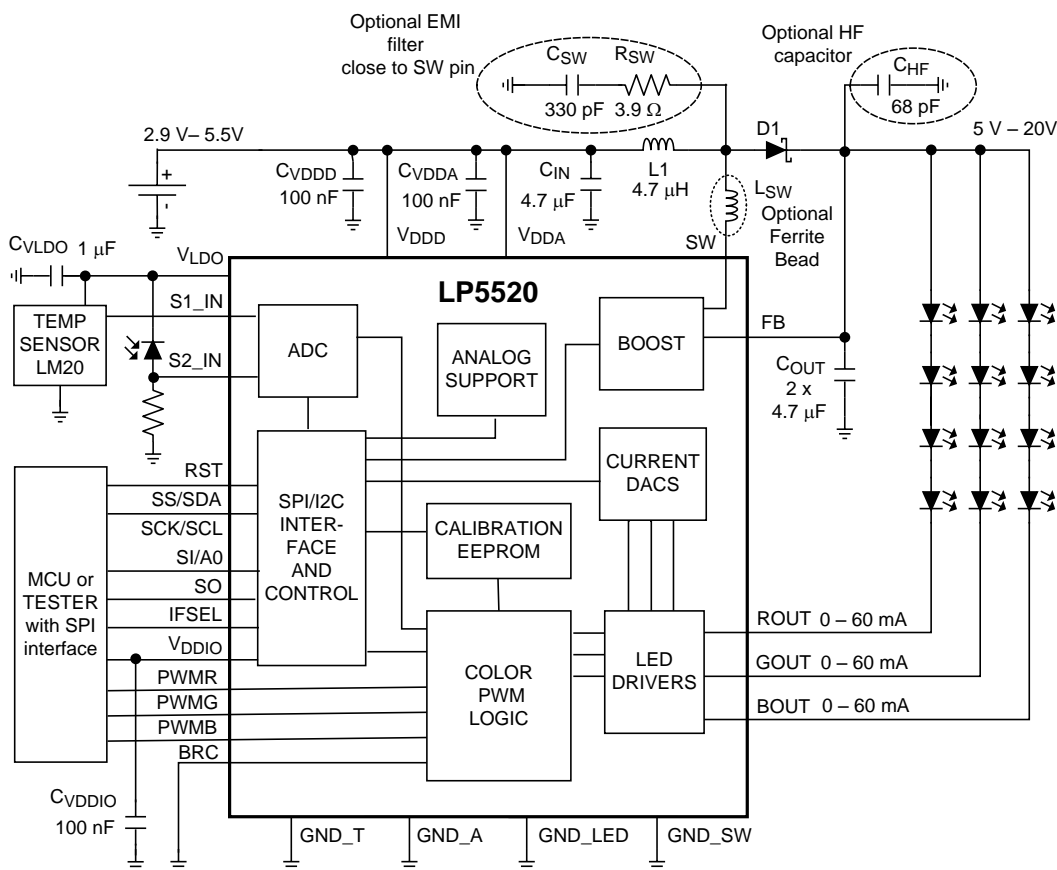 Optional EMI
filter
close to SW pin
CSW
RSW
330 pF
3.9 Ω
Optional HF
capacitor
CHF
68 pF
2.9 V– 5.5V
CVDDD
100 nF
CVDDA
100 nF
CIN
4.7 μF
L1
4.7 μH
D1
5 V – 20V
LSW
Optional
Ferrite
Bead
+
-
VDDD
VDDA
SW
CVLDO
1 μF
VLDO
LP5520
S1_IN
TEMP
SENSOR
LM20
S2_IN
ADC
ANALOG
SUPPORT
BOOST
FB
COUT
2 x
4.7 μF
RST
SS/SDA
SCK/SCL
SI/A0
SO
IFSEL
VDDIO
PWMR
PWMG
PWMB
BRC
MCU or
TESTER
with SPI
interface
SPI/I2C
INTER-
FACE
AND
CONTROL
CURRENT
DACS
CALIBRATION
EEPROM
COLOR
PWM
LOGIC
LED
DRIVERS
ROUT 0 – 60 mA
GOUT 0 – 60 mA
BOUT 0 – 60 mA
CVDDIO
100 nF
GND_T
GND_A
GND_LED
GND_SW